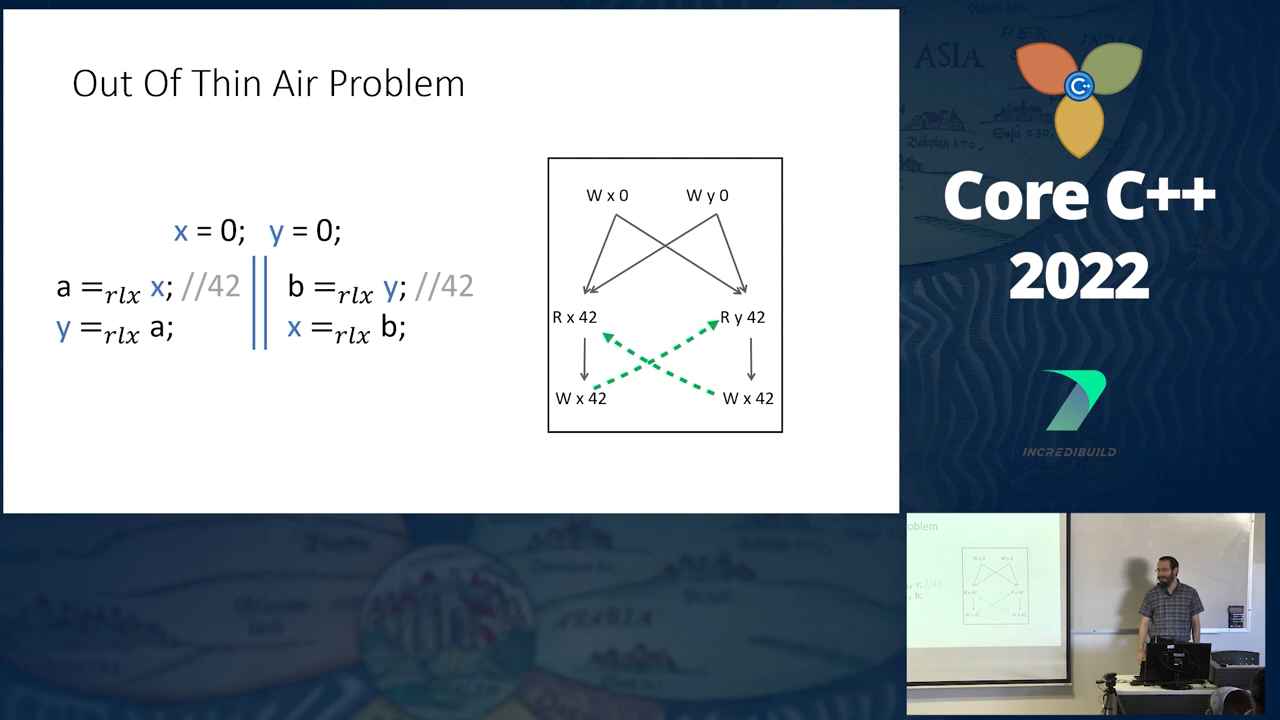 Out Of Thin Air Problem
x = 0; y = 0;
a =rlx x; //42
y =rlx a;
b =rlx y; //42
x =rlx b;
W x 0 W y 0
R x 42 R y 42
W x 42 W x 42
Core C++
2022
C++
INCREDIBUILD
ASIA